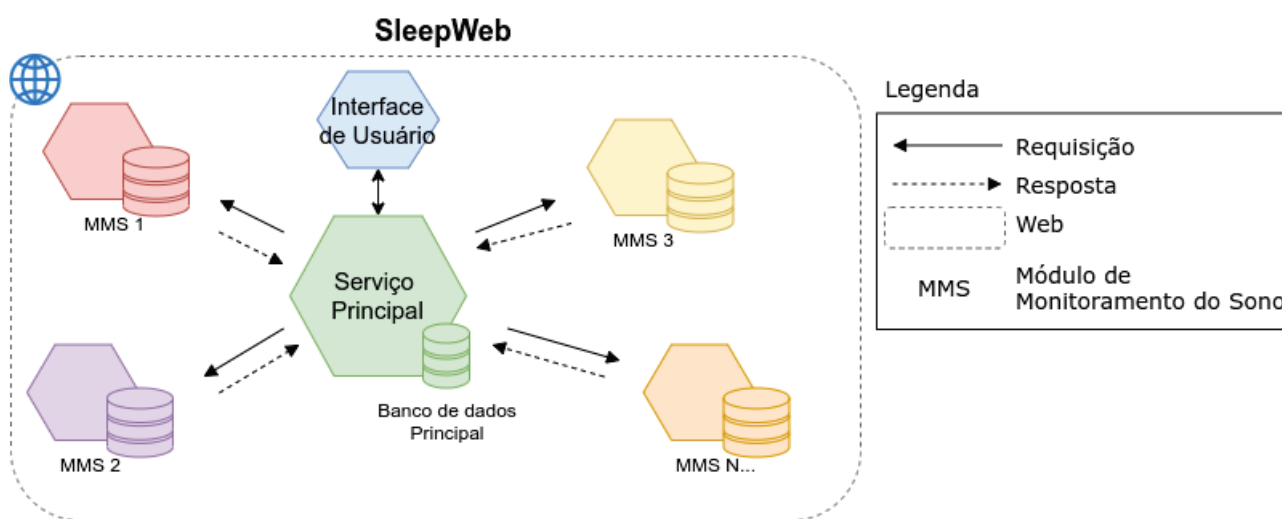 SleepWeb
Interface
de Usuário
MMS 1
MMS 3
Serviço
Principal
Banco de dados
Principal
MMS 2
MMS N...
Legenda
Requisição
Resposta
Web
MMS
Módulo de
Monitoramento do Sono